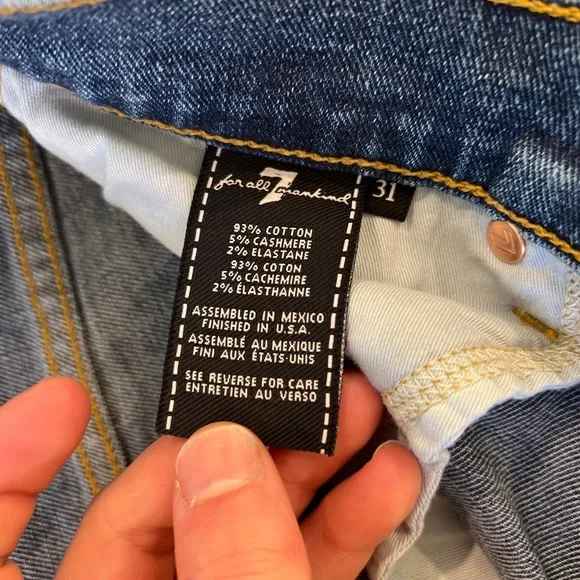 7
for all mankind
31
93% COTTON
5% CASHMERE
2% ELASTANE
93% COTON
5% CACHEMIRE
2% ÉLASTHANNE
ASSEMBLED IN MEXICO
FINISHED IN U.S.A.
ASSEMBLÉ AU MEXIQUE
FINI AUX ÉTATS-UNIS
SEE REVERSE FOR CARE
ENTRETIEN AU VERSO